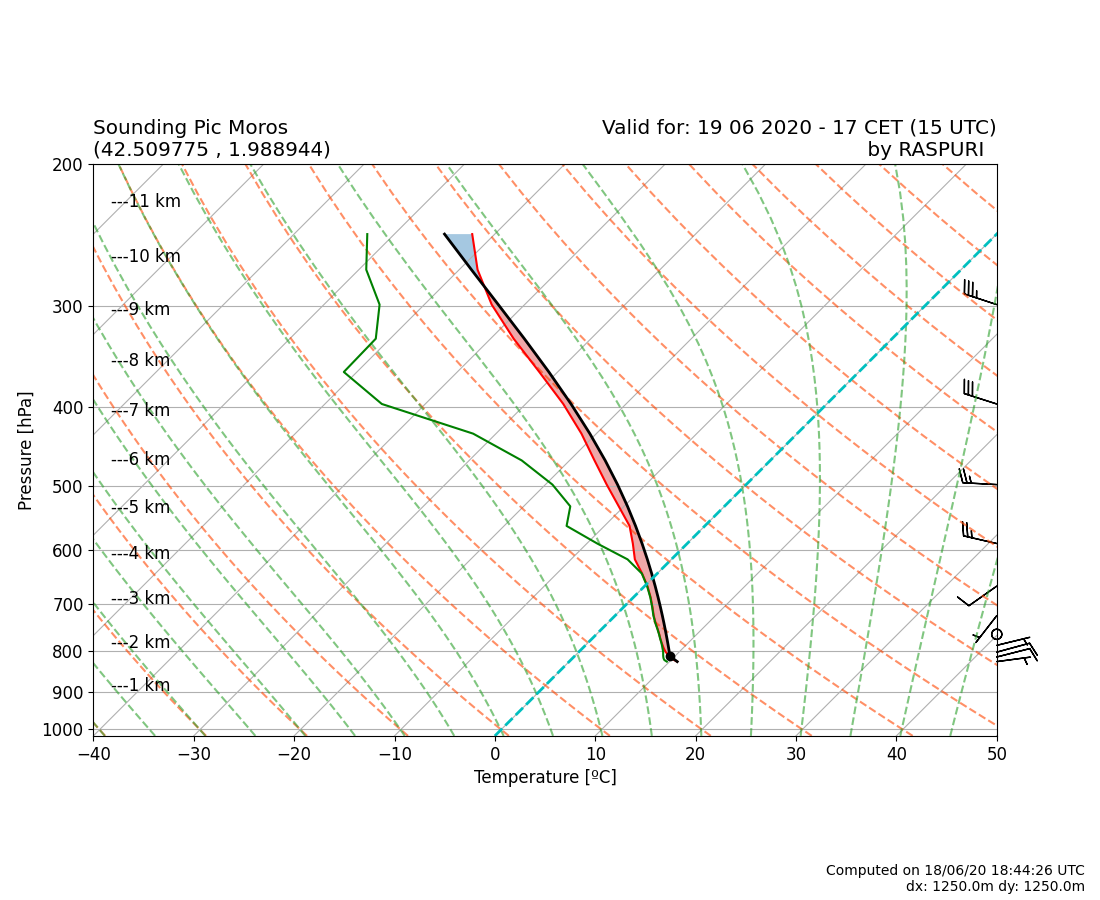 Sounding Pic Moros
(42.509775 , 1.988944)
Valid for: 19 06 2020 - 17 CET (15 UTC)
by RASPURI
200
300
400
500
600
700
800
900
1000
Pressure [hPa]
---11 km
---10 km
---9 km
---8 km
---7 km
---6 km
---5 km
---4 km
---3 km
---2 km
---1 km
−40 −30 −20 −10 0 10 20 30 40 50
Temperature [ºC]
Computed on 18/06/20 18:44:26 UTC
dx: 1250.0m dy: 1250.0m